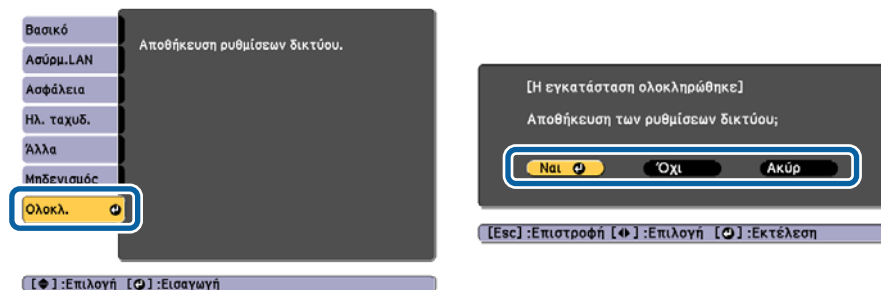 Βασικό
Ασύρμ.LAN
Ασφάλεια
Ηλ. ταχυδ.
Άλλα
Μηδενισμός
Ολοκλ.
Αποθήκευση ρυθμίσεων δικτύου.
[ ] :Επιλογή [ ] :Εισαγωγή
[Η εγκατάσταση ολοκληρώθηκε]
Αποθήκευση των ρυθμίσεων δικτύου;
Ναι Όχι Ακύρ
[Esc] :Επιστροφή [ ] :Επιλογή [ ] :Εκτέλεση